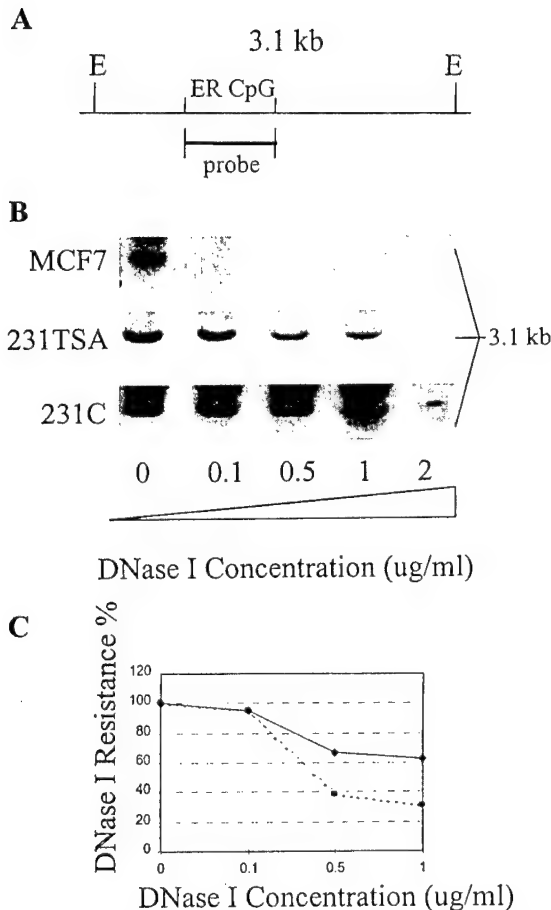 A
3.1 kb
E E
ER CpG
probe
B
MCF7
231TSA
3.1 kb
231C
0 0.1 0.5 1 2
DNase I Concentration (ug/ml)
C
DNase I Resistance %
120
100
80
60
40
20
0
0 0.1 0.5 1
DNase I Concentration (ug/ml)